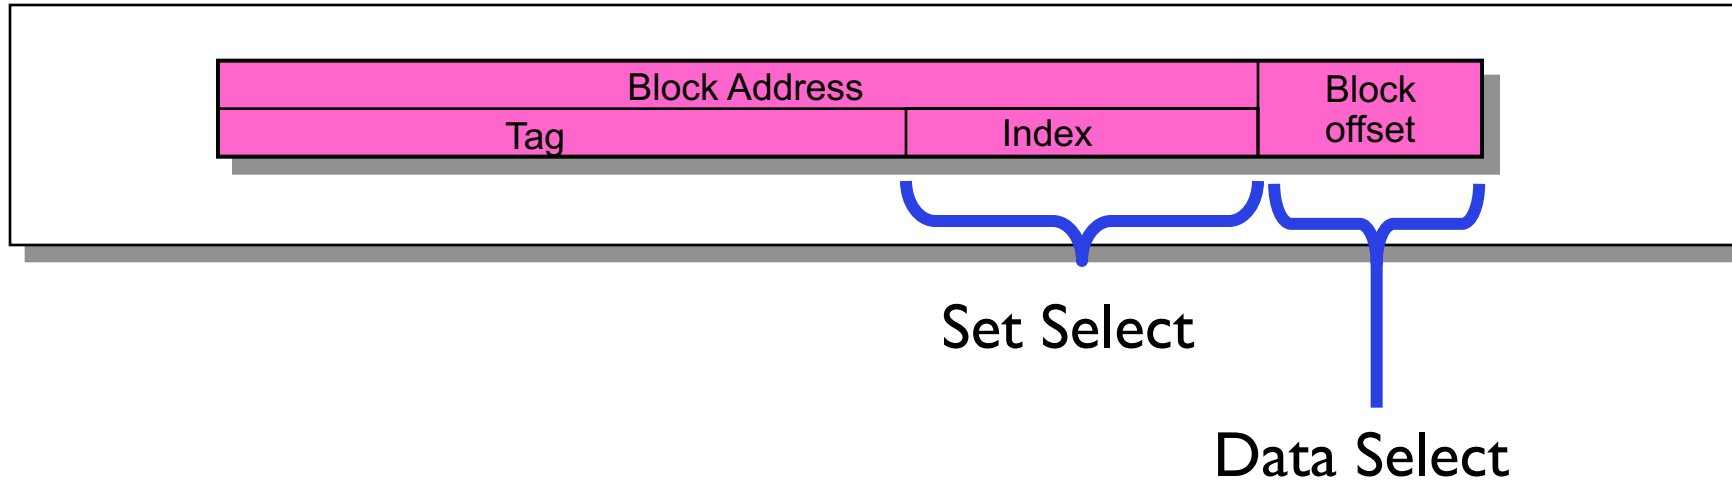 Block Address
Block
offset
Tag
Index
Set Select
Data Select